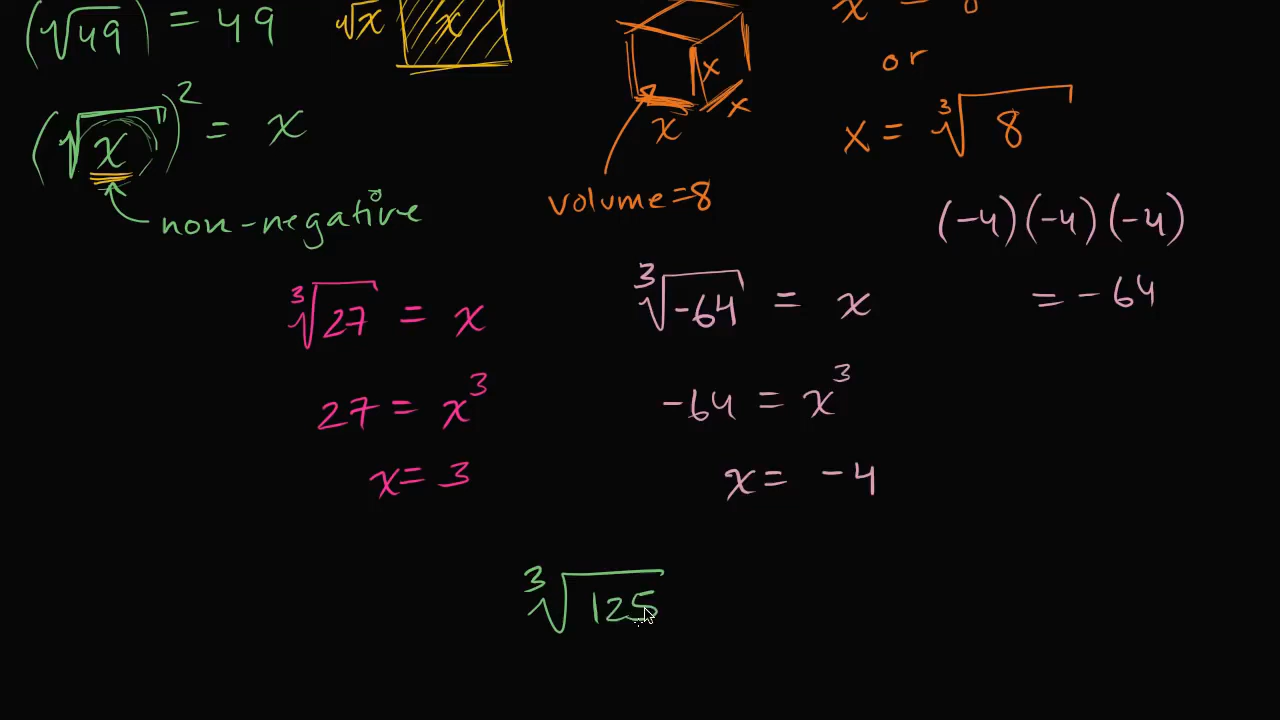 (√49) = 49
√x
x
(√x)² = x
non-negative
x
x
x
volume=8
or
x = ∛8
(-4)(-4)(-4)
= -64
∛27 = x
27 = x³
x = 3
∛-64 = x
-64 = x³
x = -4
∛125